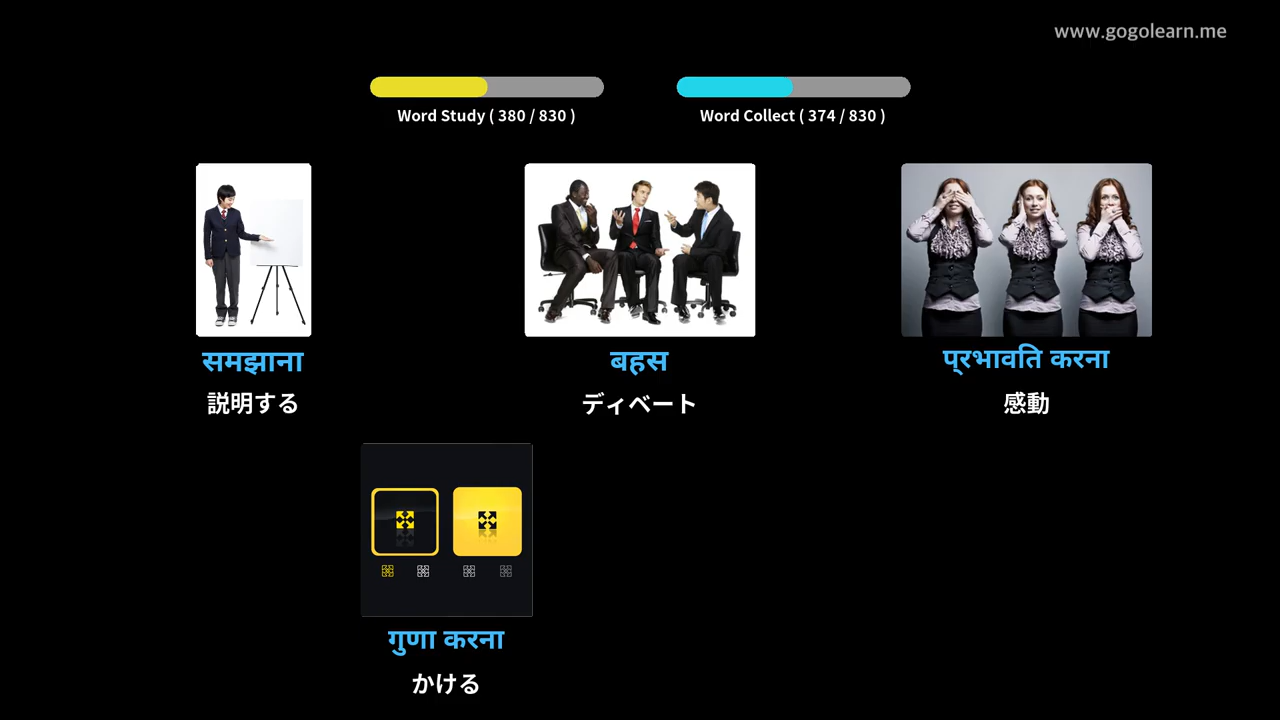 www.gogolearn.me
Word Study ( 380 / 830 )
Word Collect ( 374 / 830 )
समझाना
बहस
प्रभावति करना
説明する
ディベート
感動
गुणा करना
かける